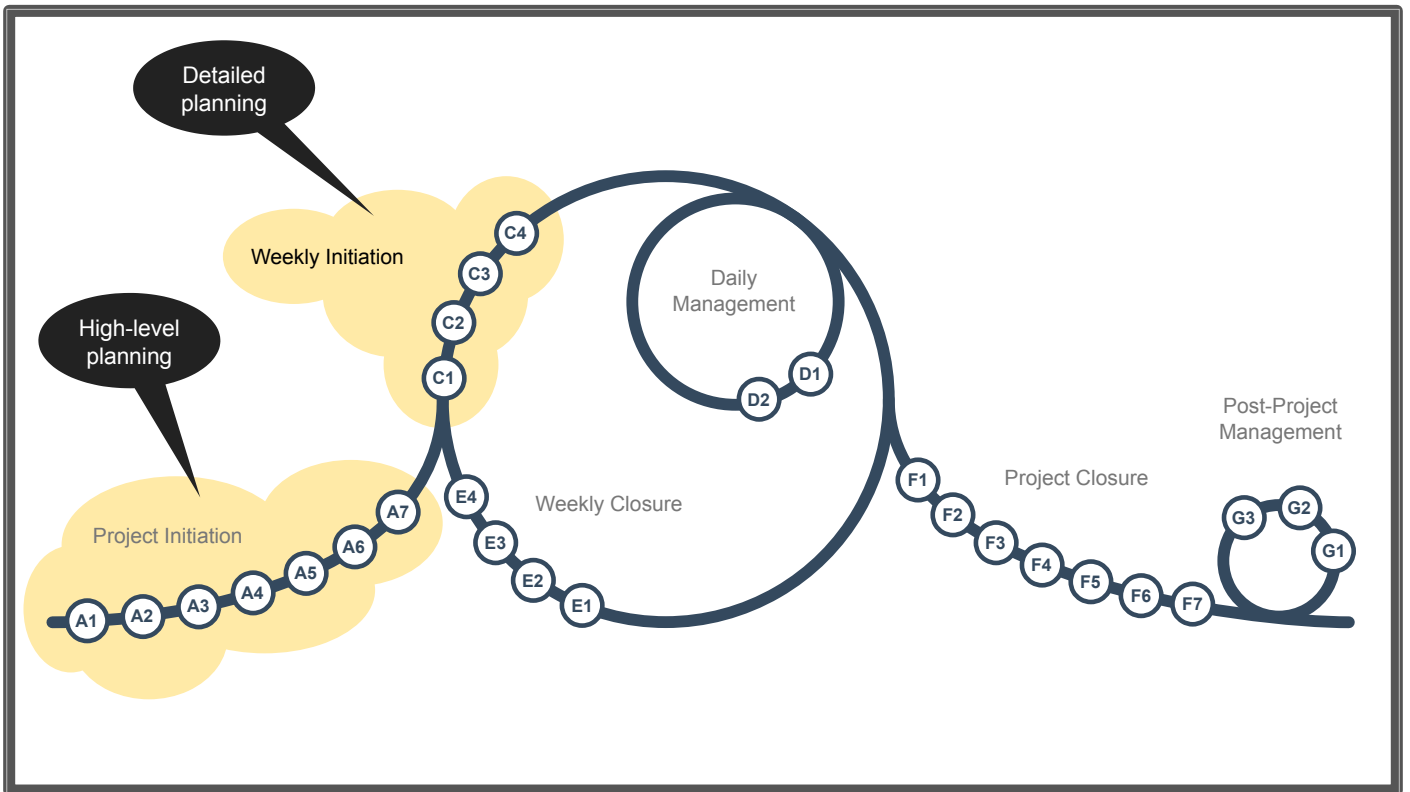 Detailed
planning
Weekly Initiation
High-level
planning
Project Initiation
A1
A2
A3
A4
A5
A6
A7
C1
C2
C3
C4
Daily
Management
D1
D2
Weekly Closure
E1
E2
E3
E4
Project Closure
F1
F2
F3
F4
F5
F6
F7
Post-Project
Management
G1
G2
G3